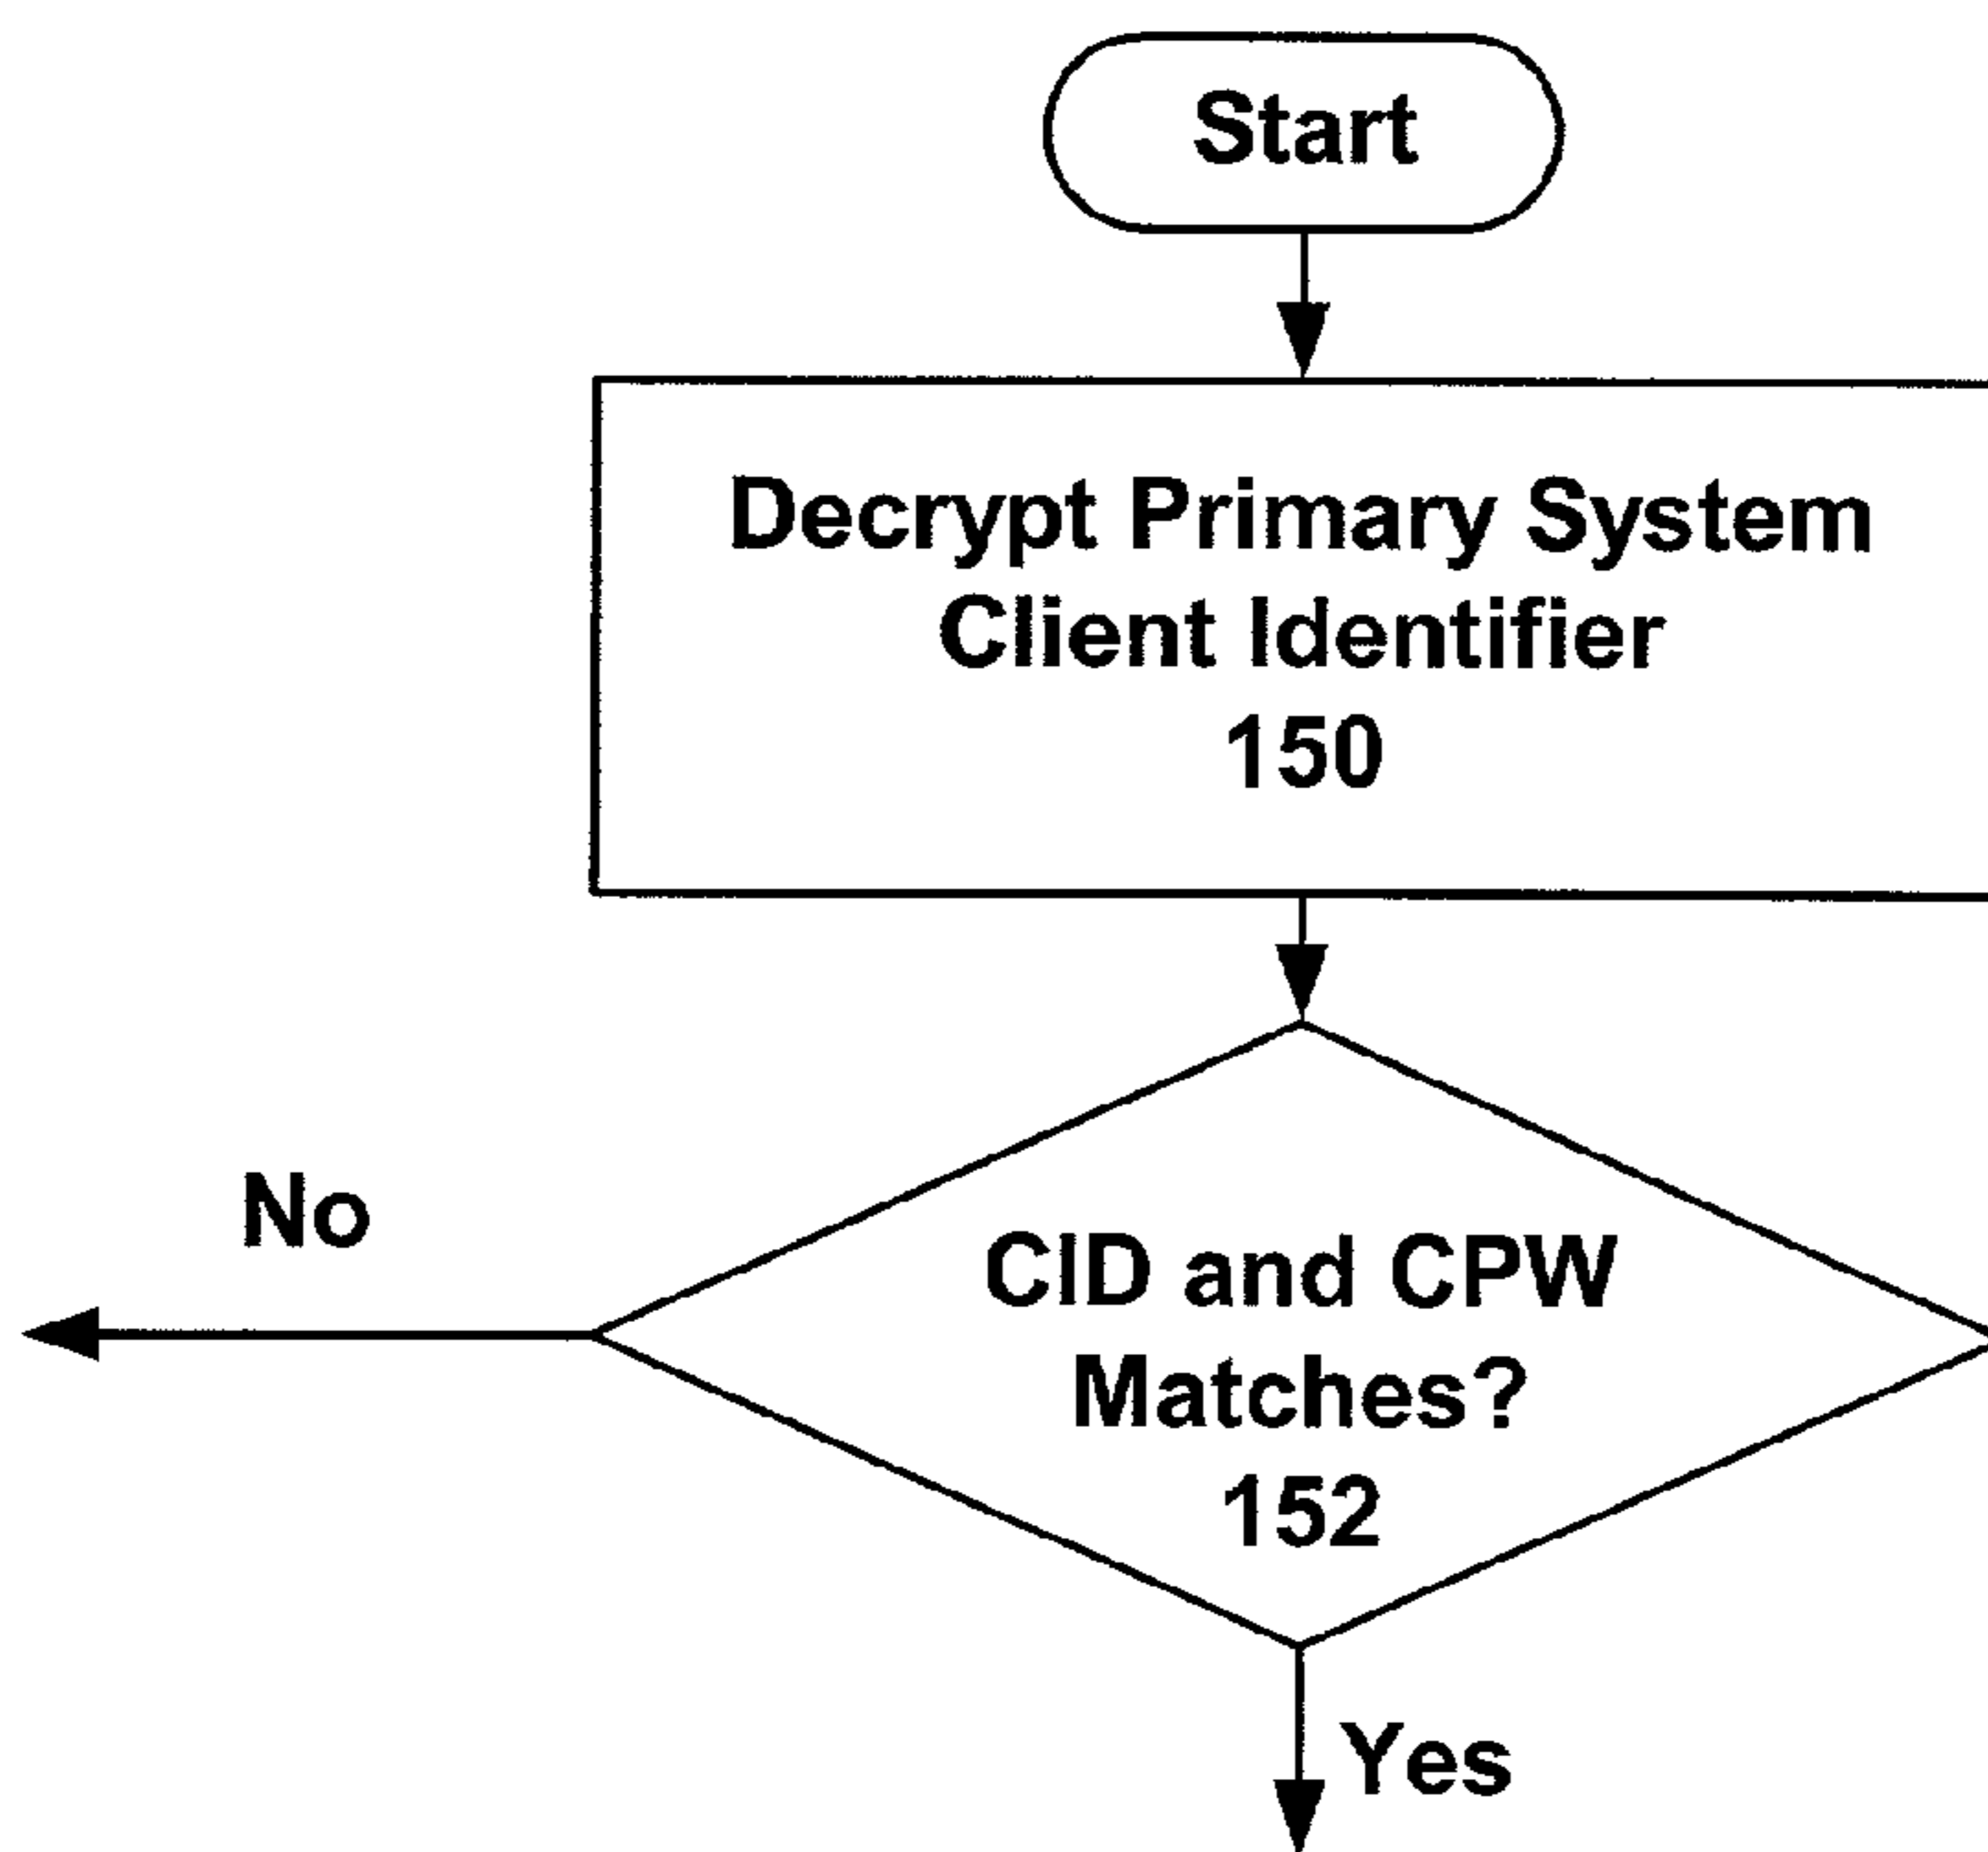 Start
Decrypt Primary System
Client Identifier
150
No
CID and CPW
Matches?
152
Yes